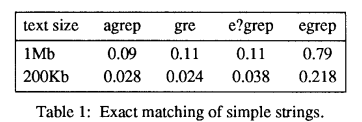 text size agrep gre e?grep egrep
1Mb 0.09 0.11 0.11 0.79
200Kb 0.028 0.024 0.038 0.218
Table 1: Exact matching of simple strings.